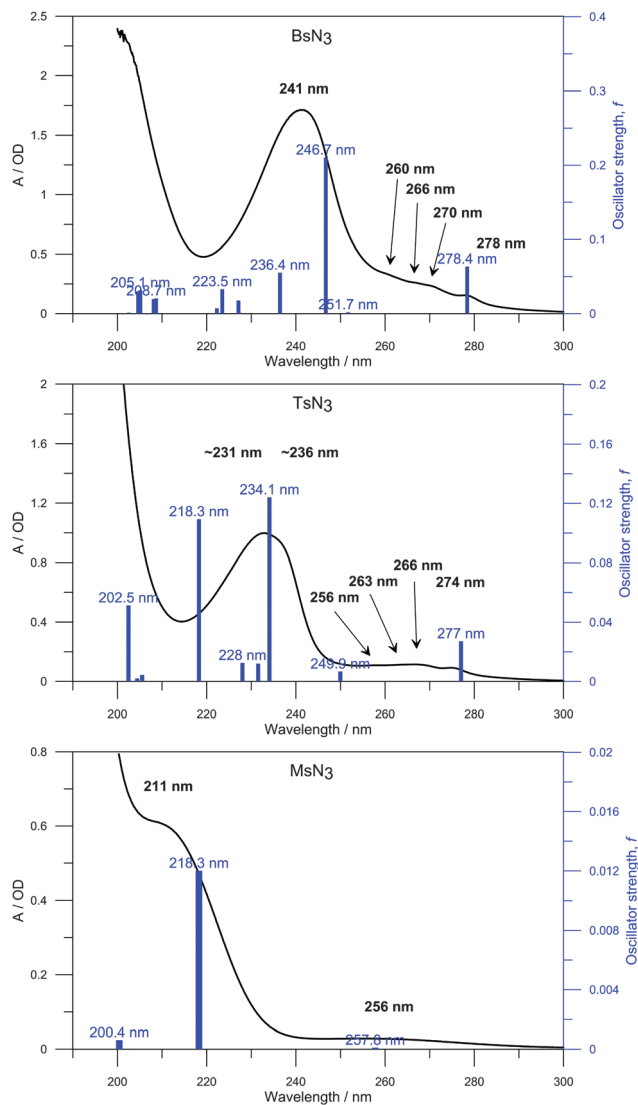 BsN3
2.5
2
1.5
1
0.5
0
A / OD
0.4
0.3
0.2
0.1
0
Oscillator strength, f
241 nm
246.7 nm
260 nm
266 nm
270 nm
278 nm
278.4 nm
236.4 nm
205.1 nm
223.5 nm
208.7 nm
251.7 nm
200 220 240 260 280 300
Wavelength / nm
TsN3
2
1.6
1.2
0.8
0.4
0
A / OD
0.2
0.16
0.12
0.08
0.04
0
Oscillator strength, f
~231 nm ~236 nm
234.1 nm
218.3 nm
266 nm
263 nm
274 nm
256 nm
202.5 nm
277 nm
228 nm
249.9 nm
200 220 240 260 280 300
Wavelength / nm
MsN3
0.8
0.6
0.4
0.2
0
A / OD
0.02
0.016
0.012
0.008
0.004
0
Oscillator strength, f
211 nm
218.3 nm
256 nm
200.4 nm
257.8 nm
200 220 240 260 280 300
Wavelength / nm